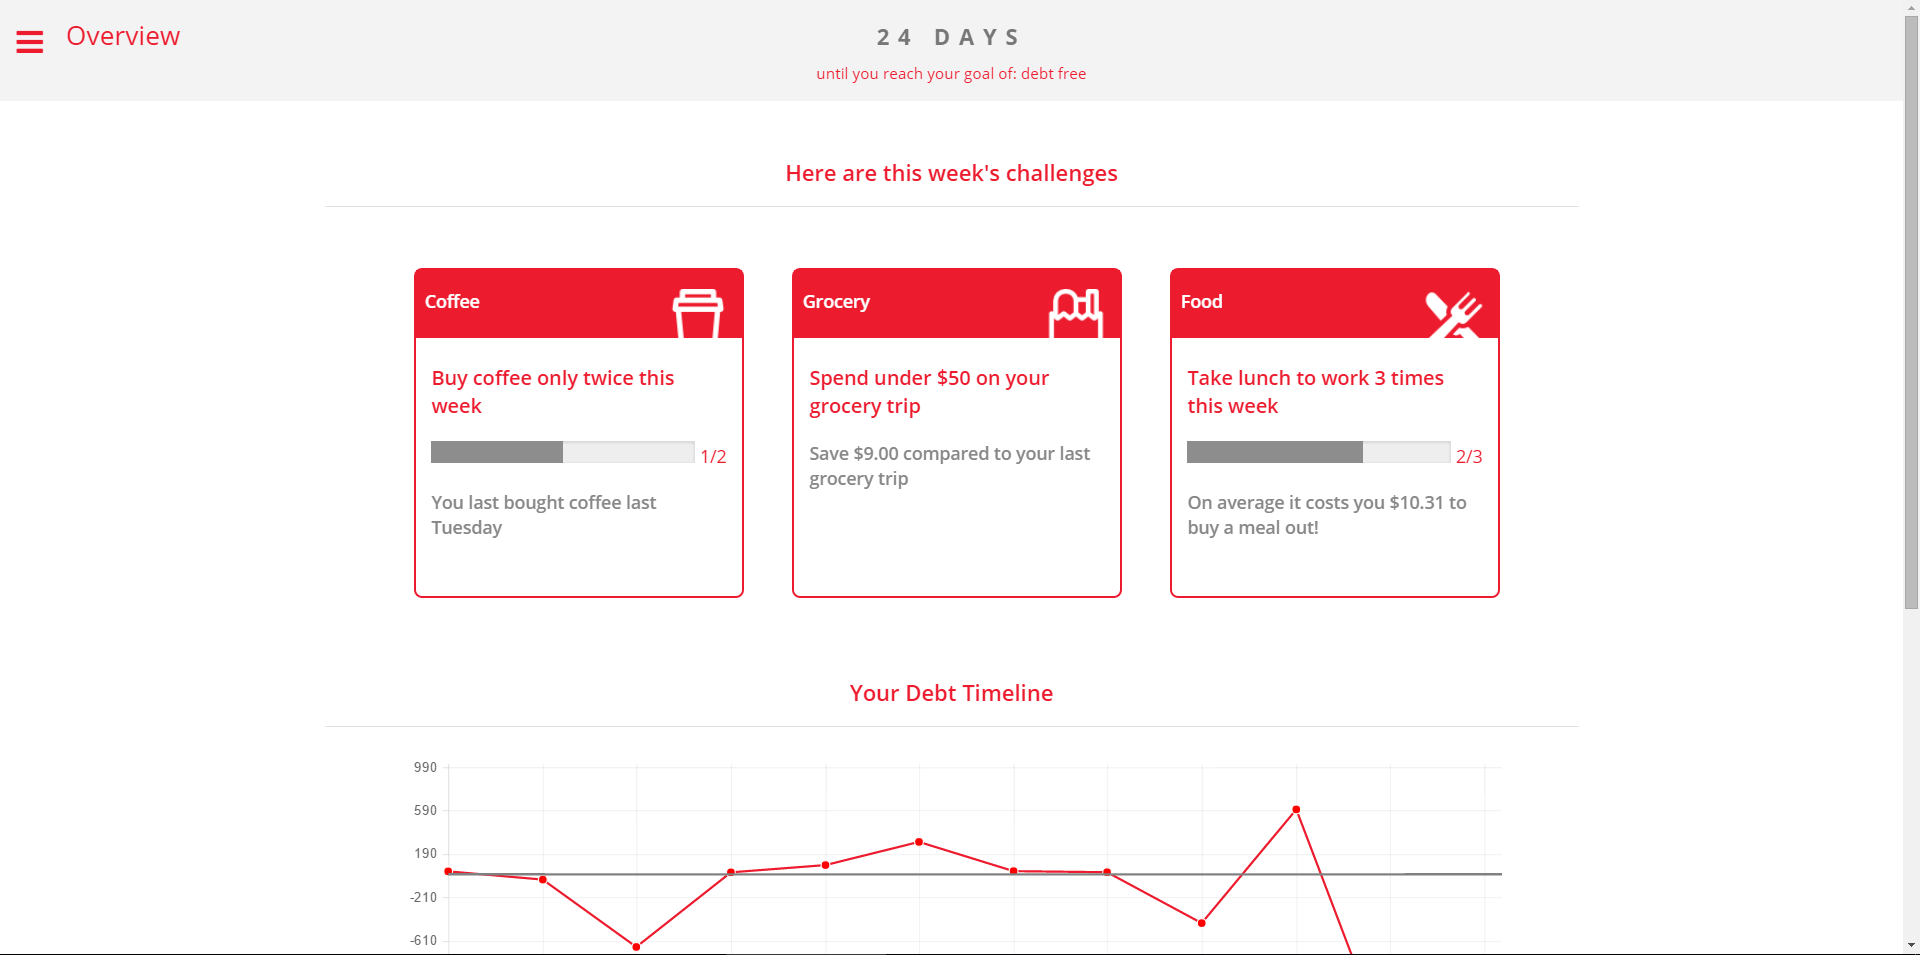 Overview
24 DAYS
until you reach your goal of: debt free
Here are this week's challenges
Coffee
Buy coffee only twice this
week
1/2
You last bought coffee last
Tuesday
Grocery
Spend under $50 on your
grocery trip
Save $9.00 compared to your last
grocery trip
Food
Take lunch to work 3 times
this week
2/3
On average it costs you $10.31 to
buy a meal out!
Your Debt Timeline
990
590
190
-210
-610